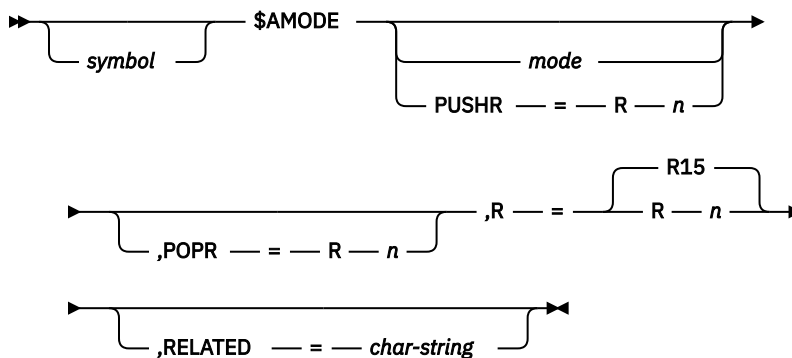 $AMODE
symbol
mode
PUSHR = R n
R15
,R = R n
,POPR = R n
,RELATED = char-string